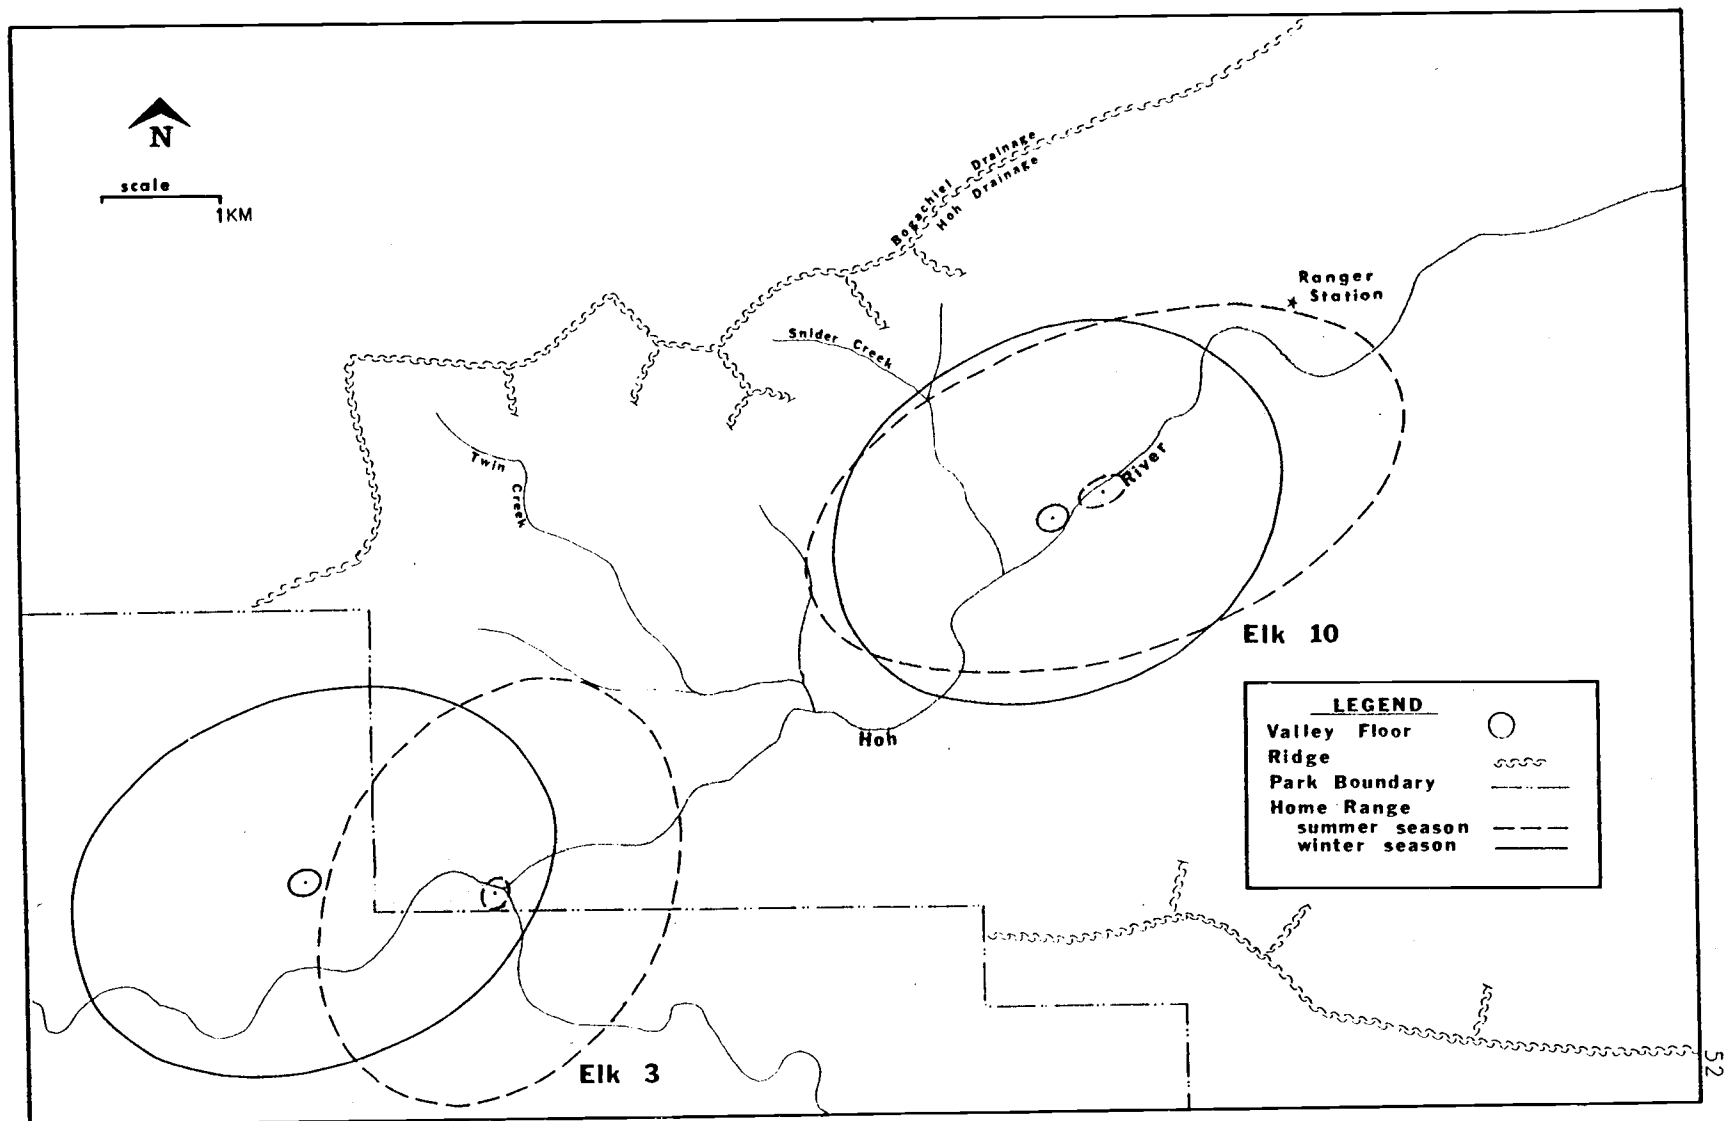 N
scale
1KM
Bogachiel Drainage
Hoh Drainage
Ranger
Station
Snider Creek
Twin
Creek
River
Elk 10
Hoh
LEGEND
Valley Floor
Ridge
Park Boundary
Home Range
summer season
winter season
Elk 3
52